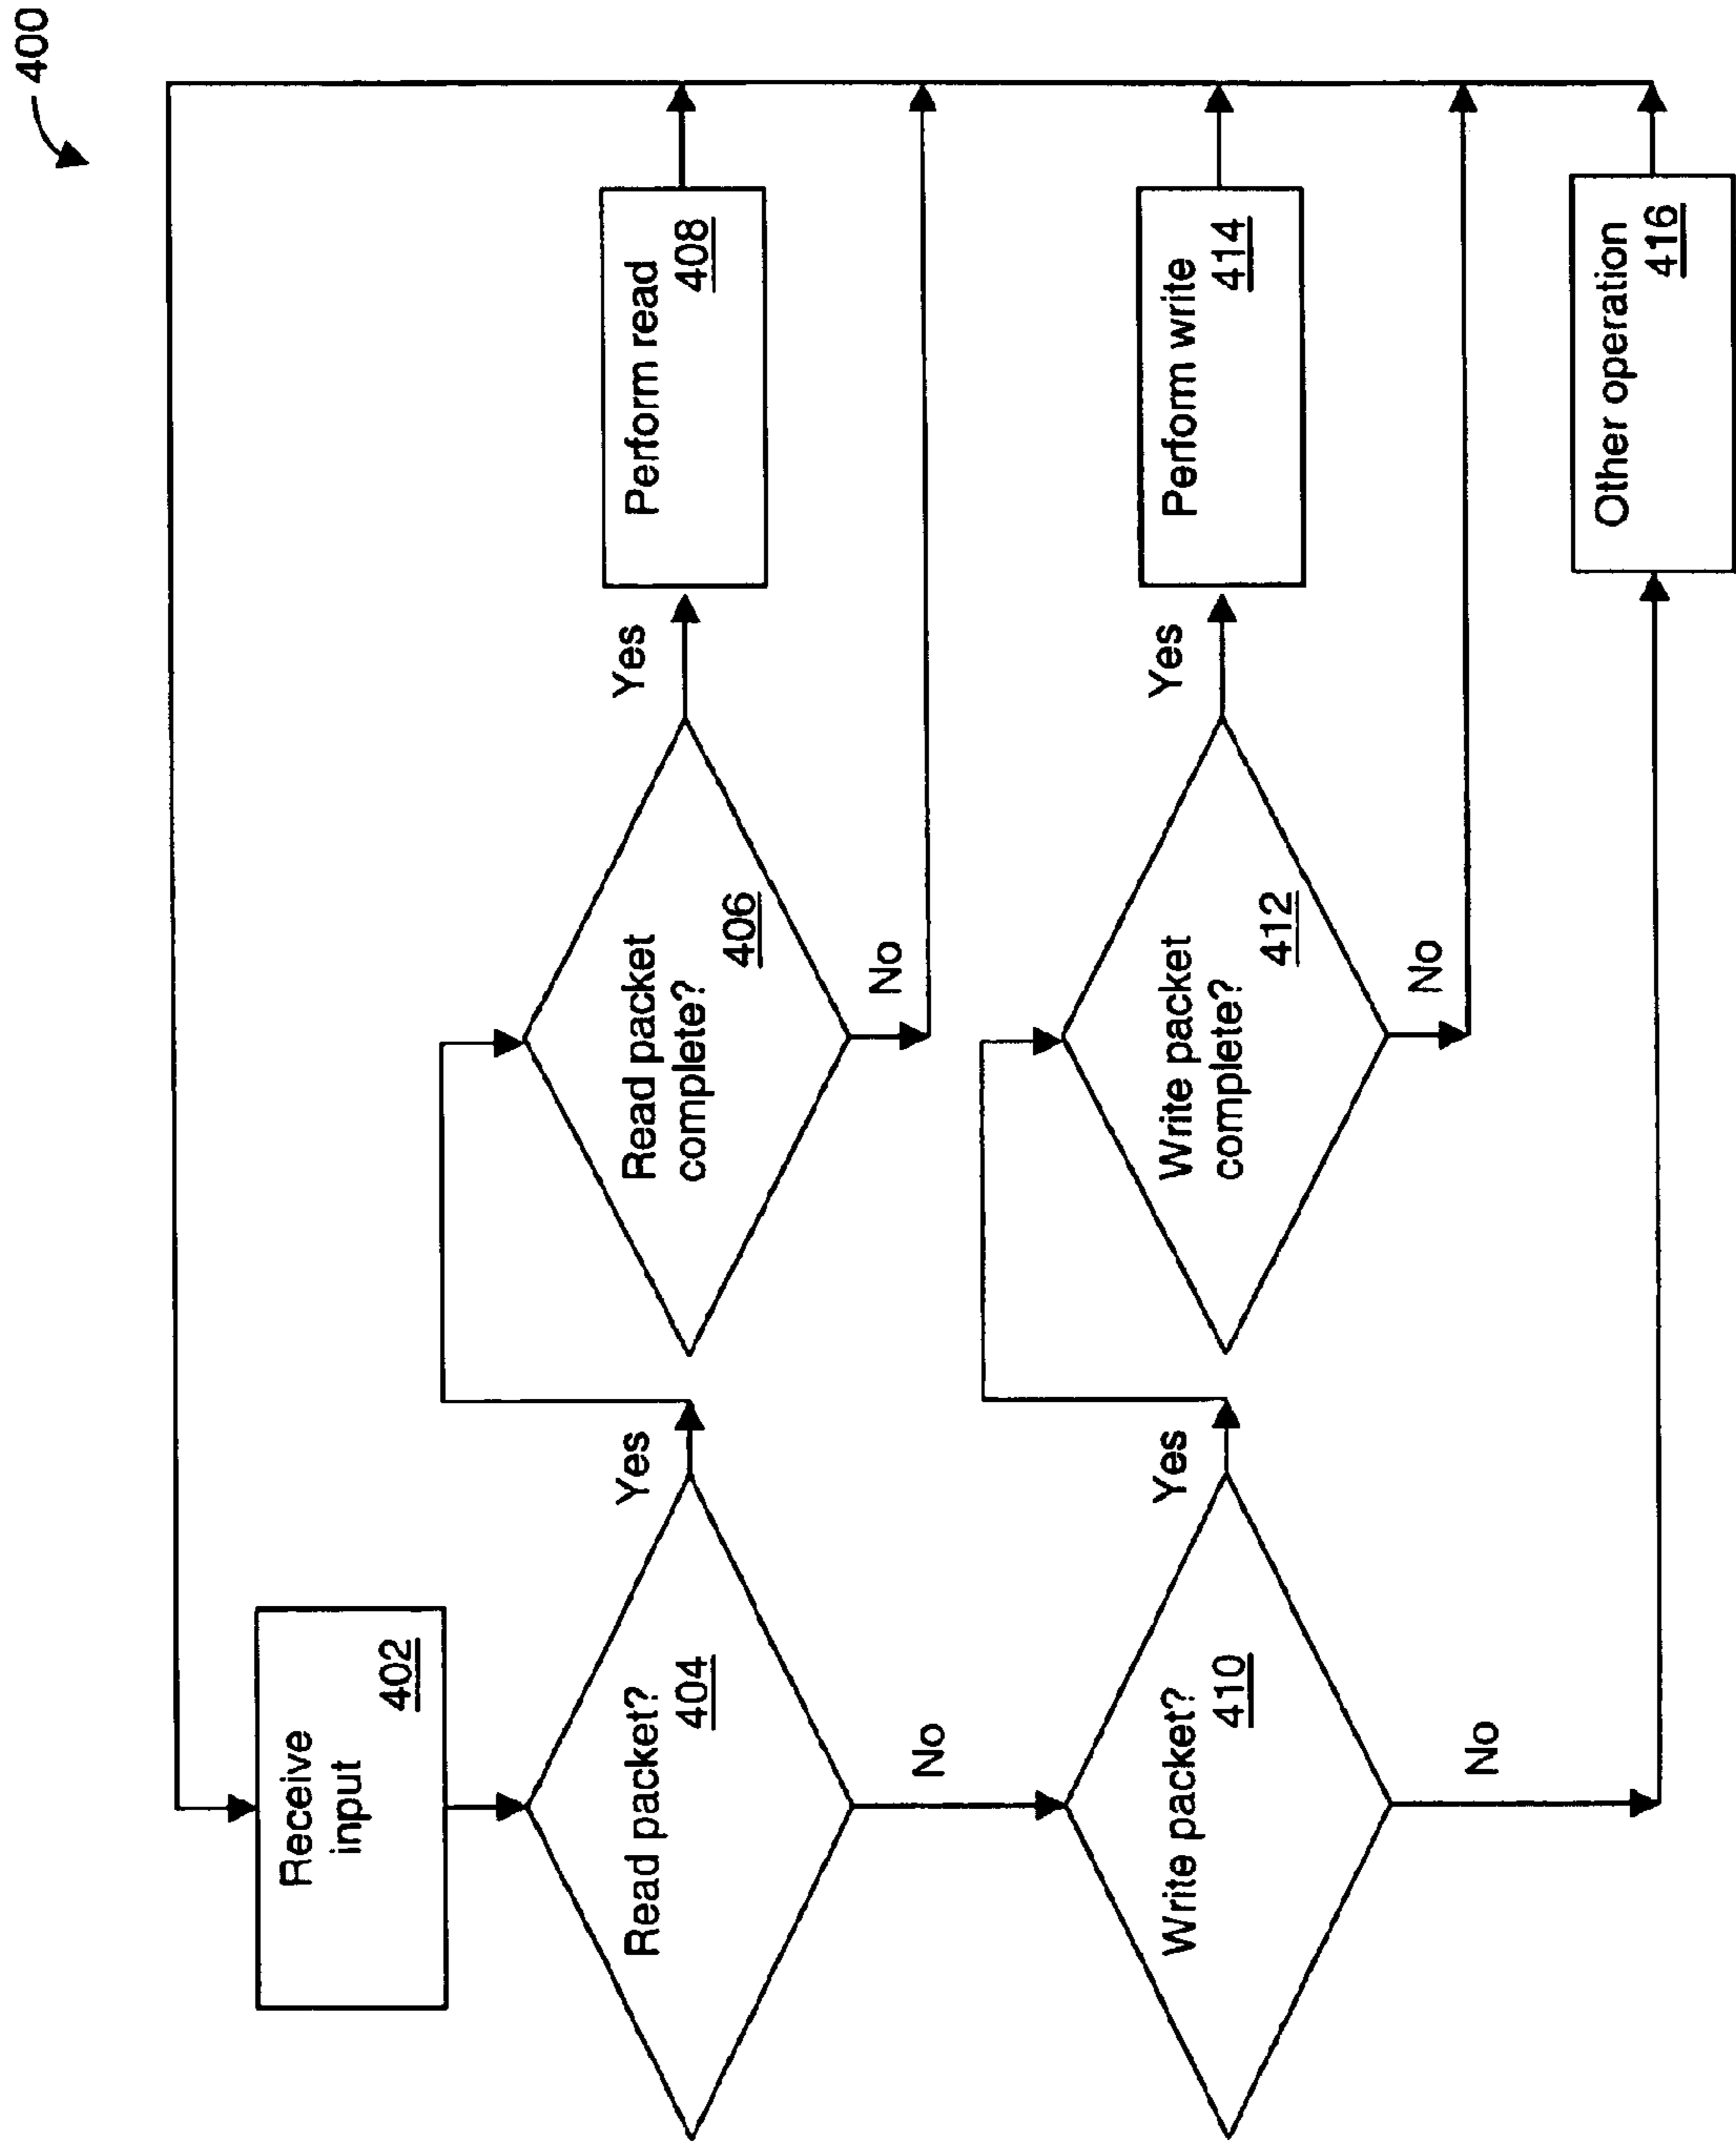 400
Receive
input
402
Read packet?
404
Yes
No
Read packet
complete?
406
Yes
No
Perform read
408
Write packet?
410
Yes
No
Write packet
complete?
412
Yes
No
Perform write
414
Other operation
416